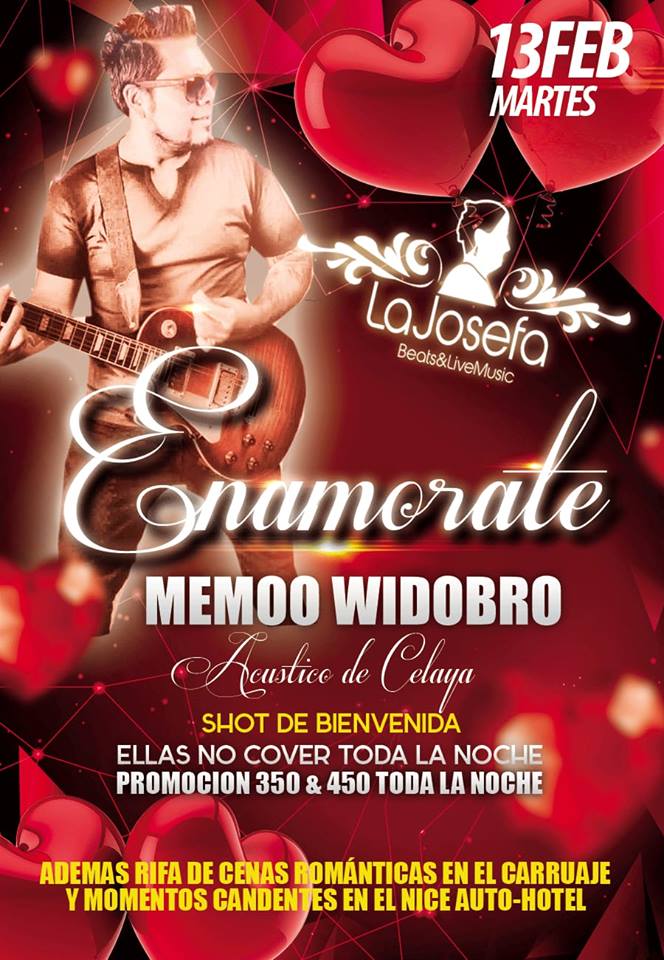 13FEB
MARTES
LaJosefa
Beats&LiveMusic
Enamorate
MEMOO WIDOBRO
Acustico de Celaya
SHOT DE BIENVENIDA
ELLAS NO COVER TODA LA NOCHE
PROMOCION 350 & 450 TODA LA NOCHE
ADEMAS RIFA DE CENAS ROMÁNTICAS EN EL CARRUAJE
Y MOMENTOS CANDENTES EN EL NICE AUTO-HOTEL